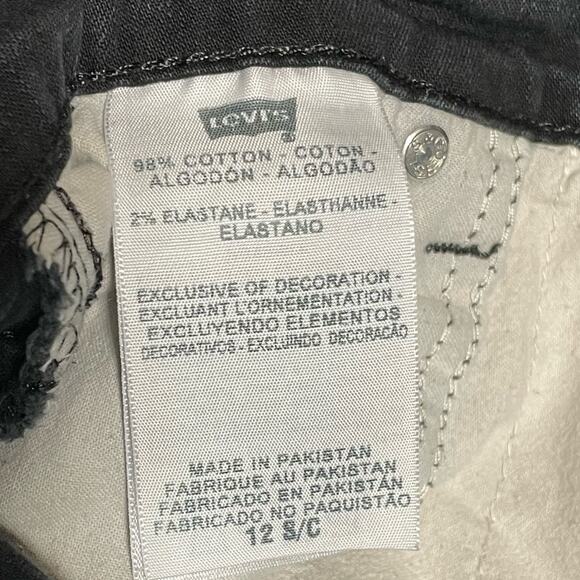 Levi's
98% COTTON - COTON -
ALGODÓN - ALGODÃO
2% ELASTANE - ELASTHANNE -
ELASTANO
EXCLUSIVE OF DECORATION -
EXCLUANT L'ORNEMENTATION -
EXCLUYENDO ELEMENTOS
DECORATIVOS - EXCLUINDO DECORAÇÃO
MADE IN PAKISTAN
FABRIQUE AU PAKISTAN
FABRICADO EN PAKISTÁN
FABRICADO NO PAQUISTÃO
12 S/C